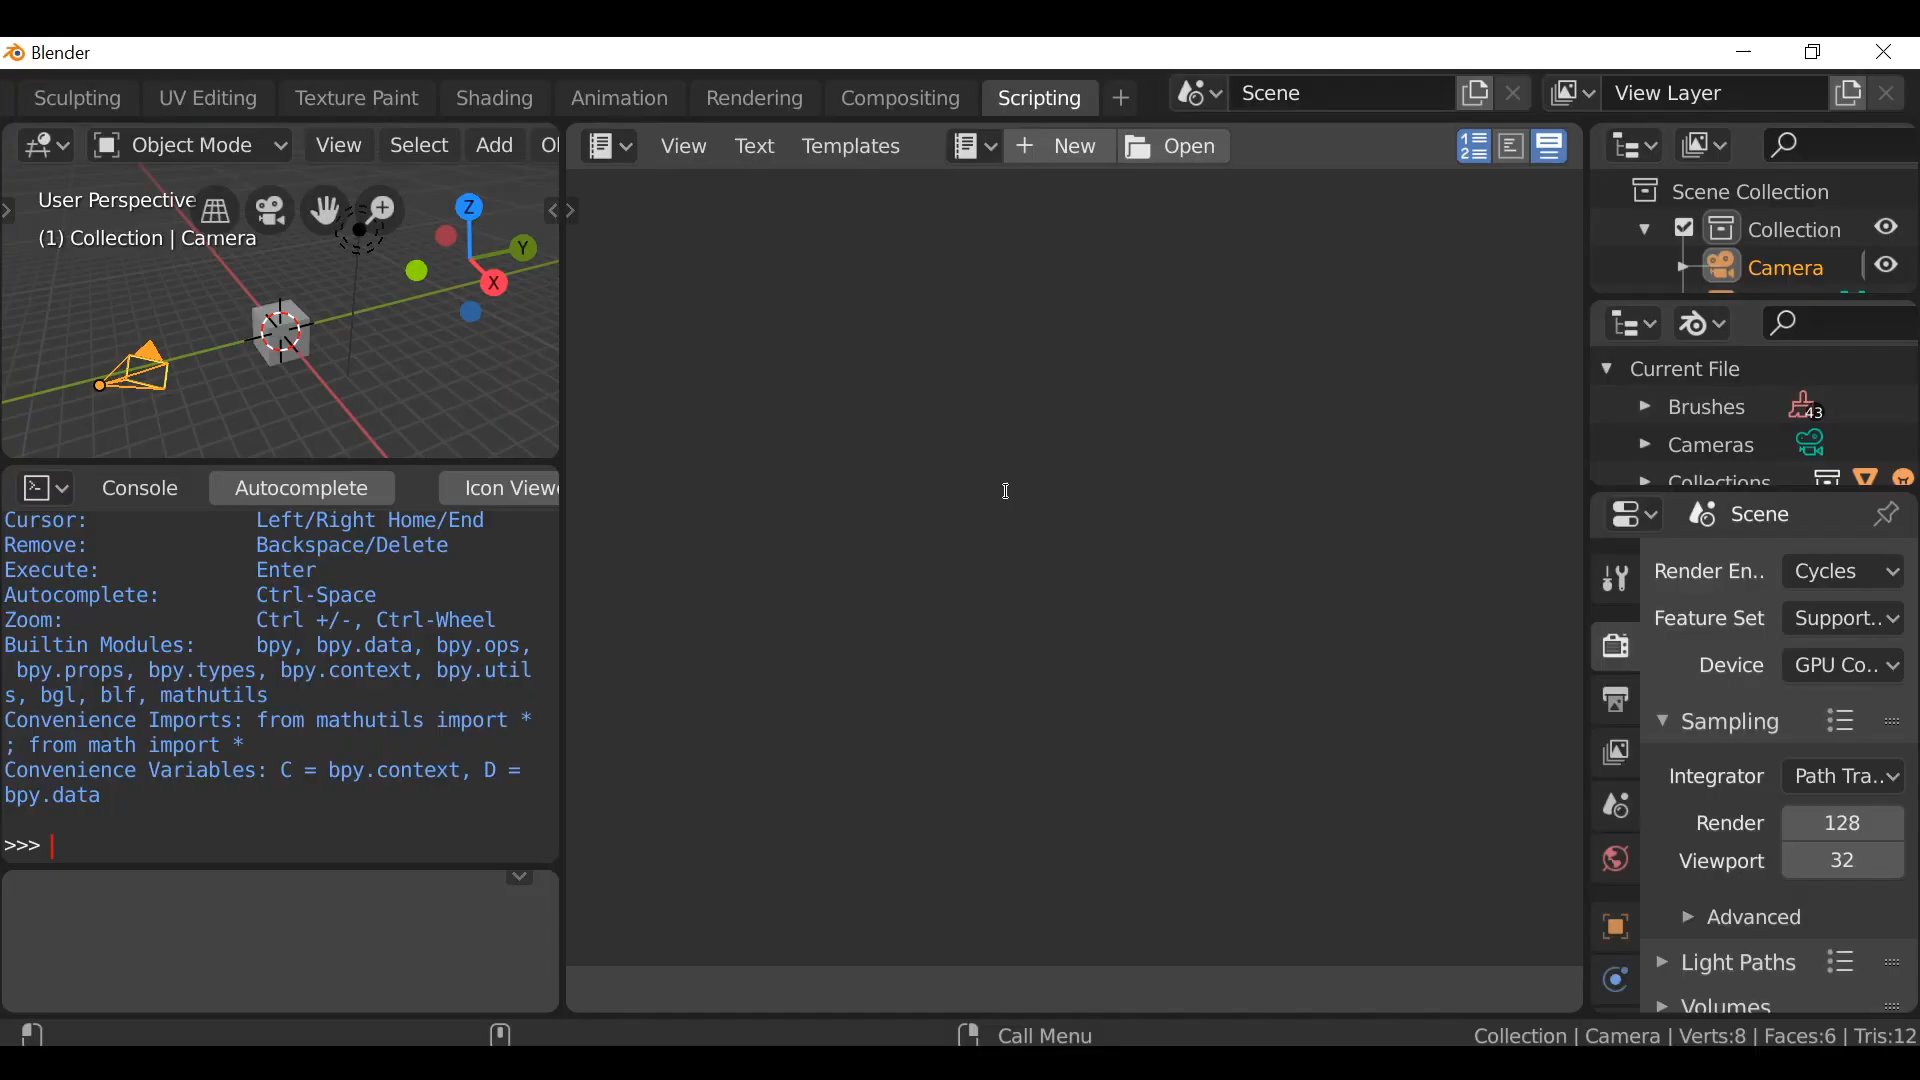 Blender
Sculpting UV Editing Texture Paint Shading Animation Rendering Compositing Scripting + Scene View Layer
Object Mode View Select Add
View Text Templates + New Open
User Perspective
(1) Collection | Camera
Z
Y
X
Scene Collection
Collection
Camera
Current File
Brushes 43
Cameras
Collections
Console Autocomplete Icon Viewe
Cursor: Left/Right Home/End
Remove: Backspace/Delete
Execute: Enter
Autocomplete: Ctrl-Space
Zoom: Ctrl +/-, Ctrl-Wheel
Builtin Modules: bpy, bpy.data, bpy.ops,
bpy.props, bpy.types, bpy.context, bpy.util
s, bgl, blf, mathutils
Convenience Imports: from mathutils import *
; from math import *
Convenience Variables: C = bpy.context, D =
bpy.data
>>>
Scene
Render En.. Cycles
Feature Set Support..
Device GPU Co..
Sampling
Integrator Path Tra..
Render 128
Viewport 32
Advanced
Light Paths
Volumes
Call Menu
Collection | Camera | Verts:8 | Faces:6 | Tris:12